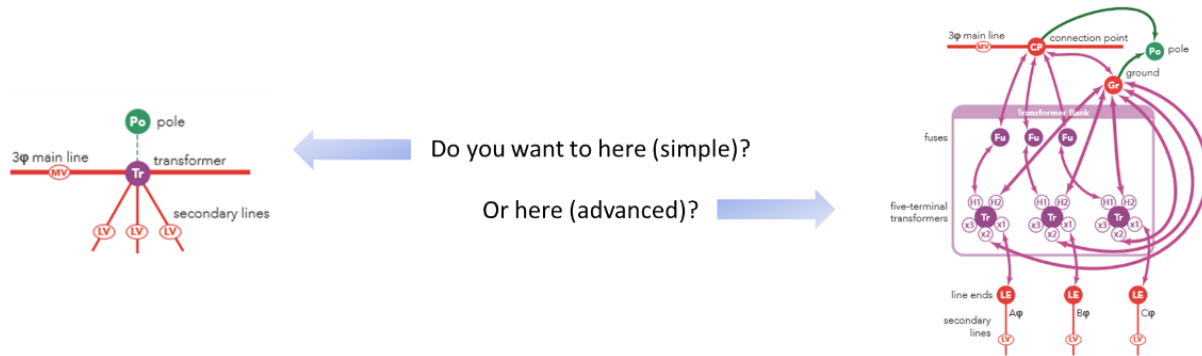 Po pole
3φ main line
transformer
MV
Tr
secondary lines
LV LV LV
Do you want to here (simple)?
Or here (advanced)?
3φ main line
MV
CP
connection point
Po
pole
ground
Gr
Transformer Bank
fuses
Fu Fu Fu
five-terminal
transformers
H1 H2 H1 H2 H1 H2
Tr Tr Tr
x3 x1 x3 x1 x3 x1
x2 x2 x2
line ends
LE LE LE
Aφ Bφ Cφ
secondary
lines
LV LV LV